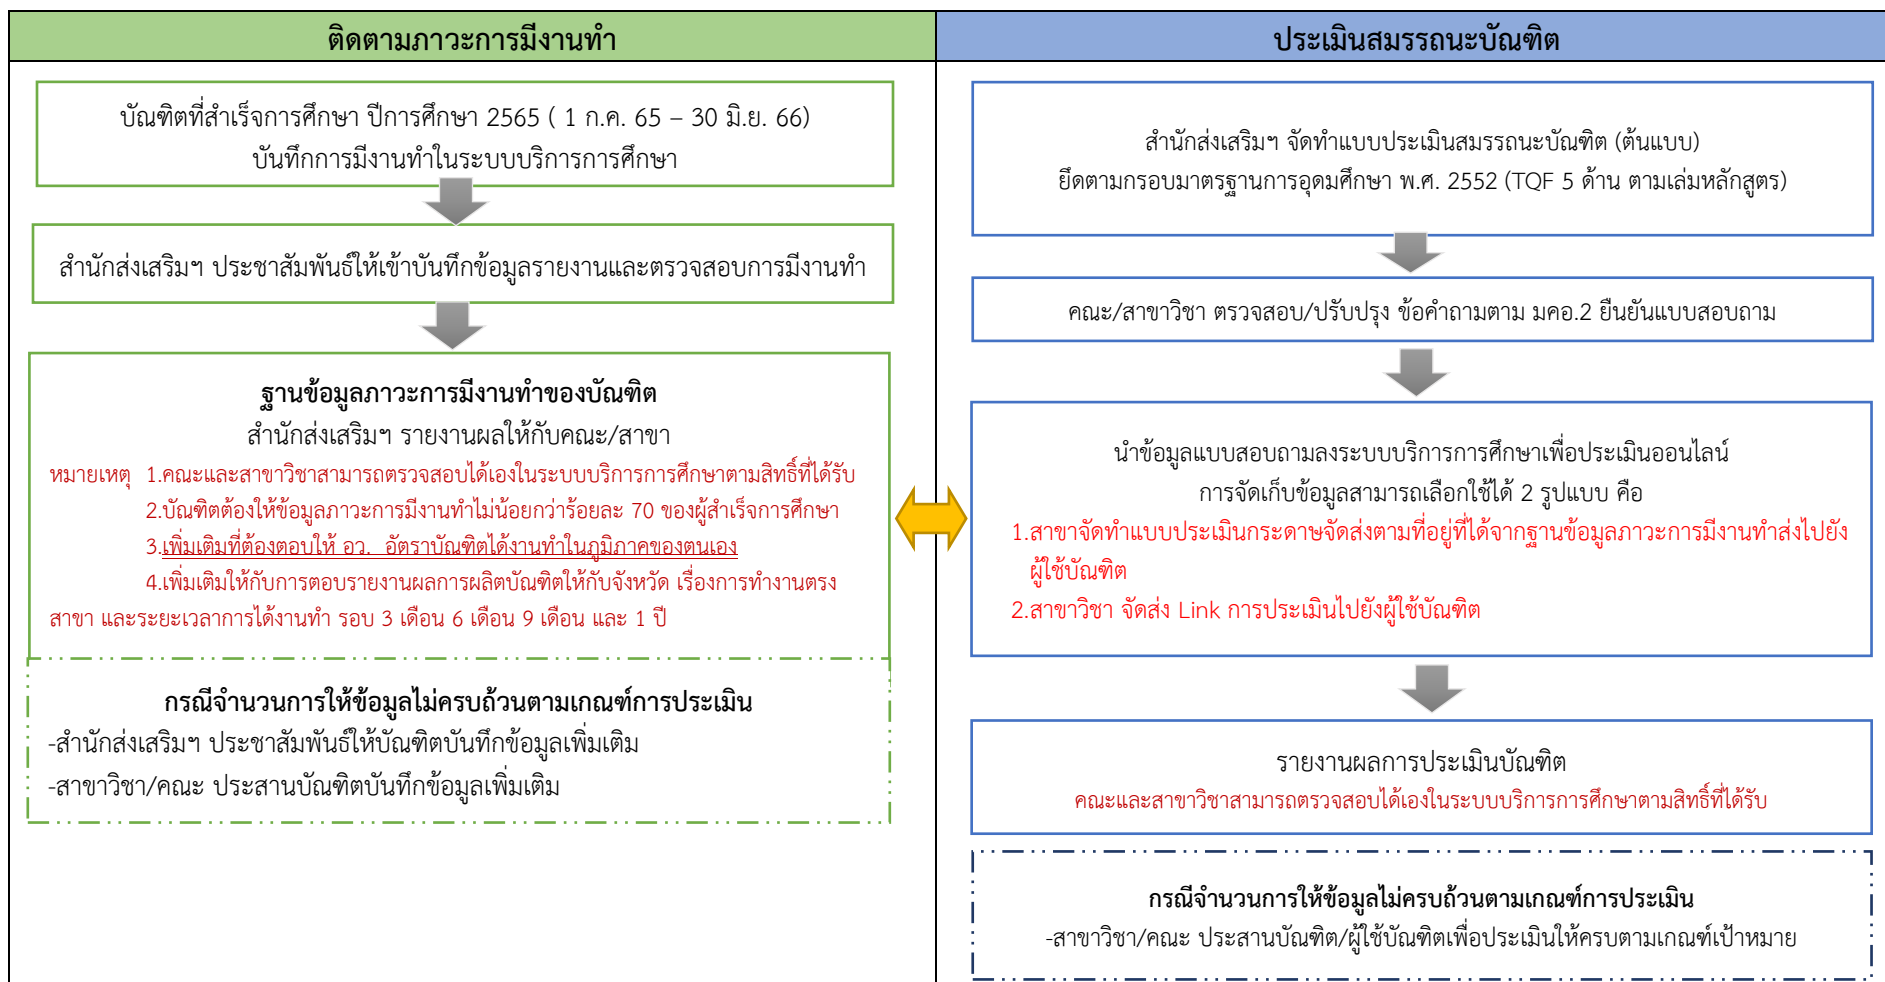 ติดตามภาวะการมีงานทำ
บัณฑิตที่สำเร็จการศึกษา ปีการศึกษา 2565 ( 1 ก.ค. 65 – 30 มิ.ย. 66)
บันทึกการมีงานทำในระบบบริการการศึกษา
สำนักส่งเสริมฯ ประชาสัมพันธ์ให้เข้าบันทึกข้อมูลรายงานและตรวจสอบการมีงานทำ
ฐานข้อมูลภาวะการมีงานทำของบัณฑิต
สำนักส่งเสริมฯ รายงานผลให้กับคณะ/สาขา
หมายเหตุ 1.คณะและสาขาวิชาสามารถตรวจสอบได้เองในระบบบริการการศึกษาตามสิทธิ์ที่ได้รับ
2.บัณฑิตต้องให้ข้อมูลภาวะการมีงานทำไม่น้อยกว่าร้อยละ 70 ของผู้สำเร็จการศึกษา
3.เพิ่มเติมที่ต้องตอบให้ อว. อัตราบัณฑิตได้งานทำในภูมิภาคของตนเอง
4.เพิ่มเติมให้กับการตอบรายงานผลการผลิตบัณฑิตให้กับจังหวัด เรื่องการทำงานตรง
สาขา และระยะเวลาการได้งานทำ รอบ 3 เดือน 6 เดือน 9 เดือน และ 1 ปี
กรณีจำนวนการให้ข้อมูลไม่ครบถ้วนตามเกณฑ์การประเมิน
-สำนักส่งเสริมฯ ประชาสัมพันธ์ให้บัณฑิตบันทึกข้อมูลเพิ่มเติม
-สาขาวิชา/คณะ ประสานบัณฑิตบันทึกข้อมูลเพิ่มเติม
ประเมินสมรรถนะบัณฑิต
สำนักส่งเสริมฯ จัดทำแบบประเมินสมรรถนะบัณฑิต (ต้นแบบ)
ยึดตามกรอบมาตรฐานการอุดมศึกษา พ.ศ. 2552 (TQF 5 ด้าน ตามเล่มหลักสูตร)
คณะ/สาขาวิชา ตรวจสอบ/ปรับปรุง ข้อคำถามตาม มคอ.2 ยืนยันแบบสอบถาม
นำข้อมูลแบบสอบถามลงระบบบริการการศึกษาเพื่อประเมินออนไลน์
การจัดเก็บข้อมูลสามารถเลือกใช้ได้ 2 รูปแบบ คือ
1.สาขาจัดทำแบบประเมินกระดาษจัดส่งตามที่อยู่ที่ได้จากฐานข้อมูลภาวะการมีงานทำส่งไปยัง
ผู้ใช้บัณฑิต
2.สาขาวิชา จัดส่ง Link การประเมินไปยังผู้ใช้บัณฑิต
รายงานผลการประเมินบัณฑิต
คณะและสาขาวิชาสามารถตรวจสอบได้เองในระบบบริการการศึกษาตามสิทธิ์ที่ได้รับ
กรณีจำนวนการให้ข้อมูลไม่ครบถ้วนตามเกณฑ์การประเมิน
-สาขาวิชา/คณะ ประสานบัณฑิต/ผู้ใช้บัณฑิตเพื่อประเมินให้ครบตามเกณฑ์เป้าหมาย